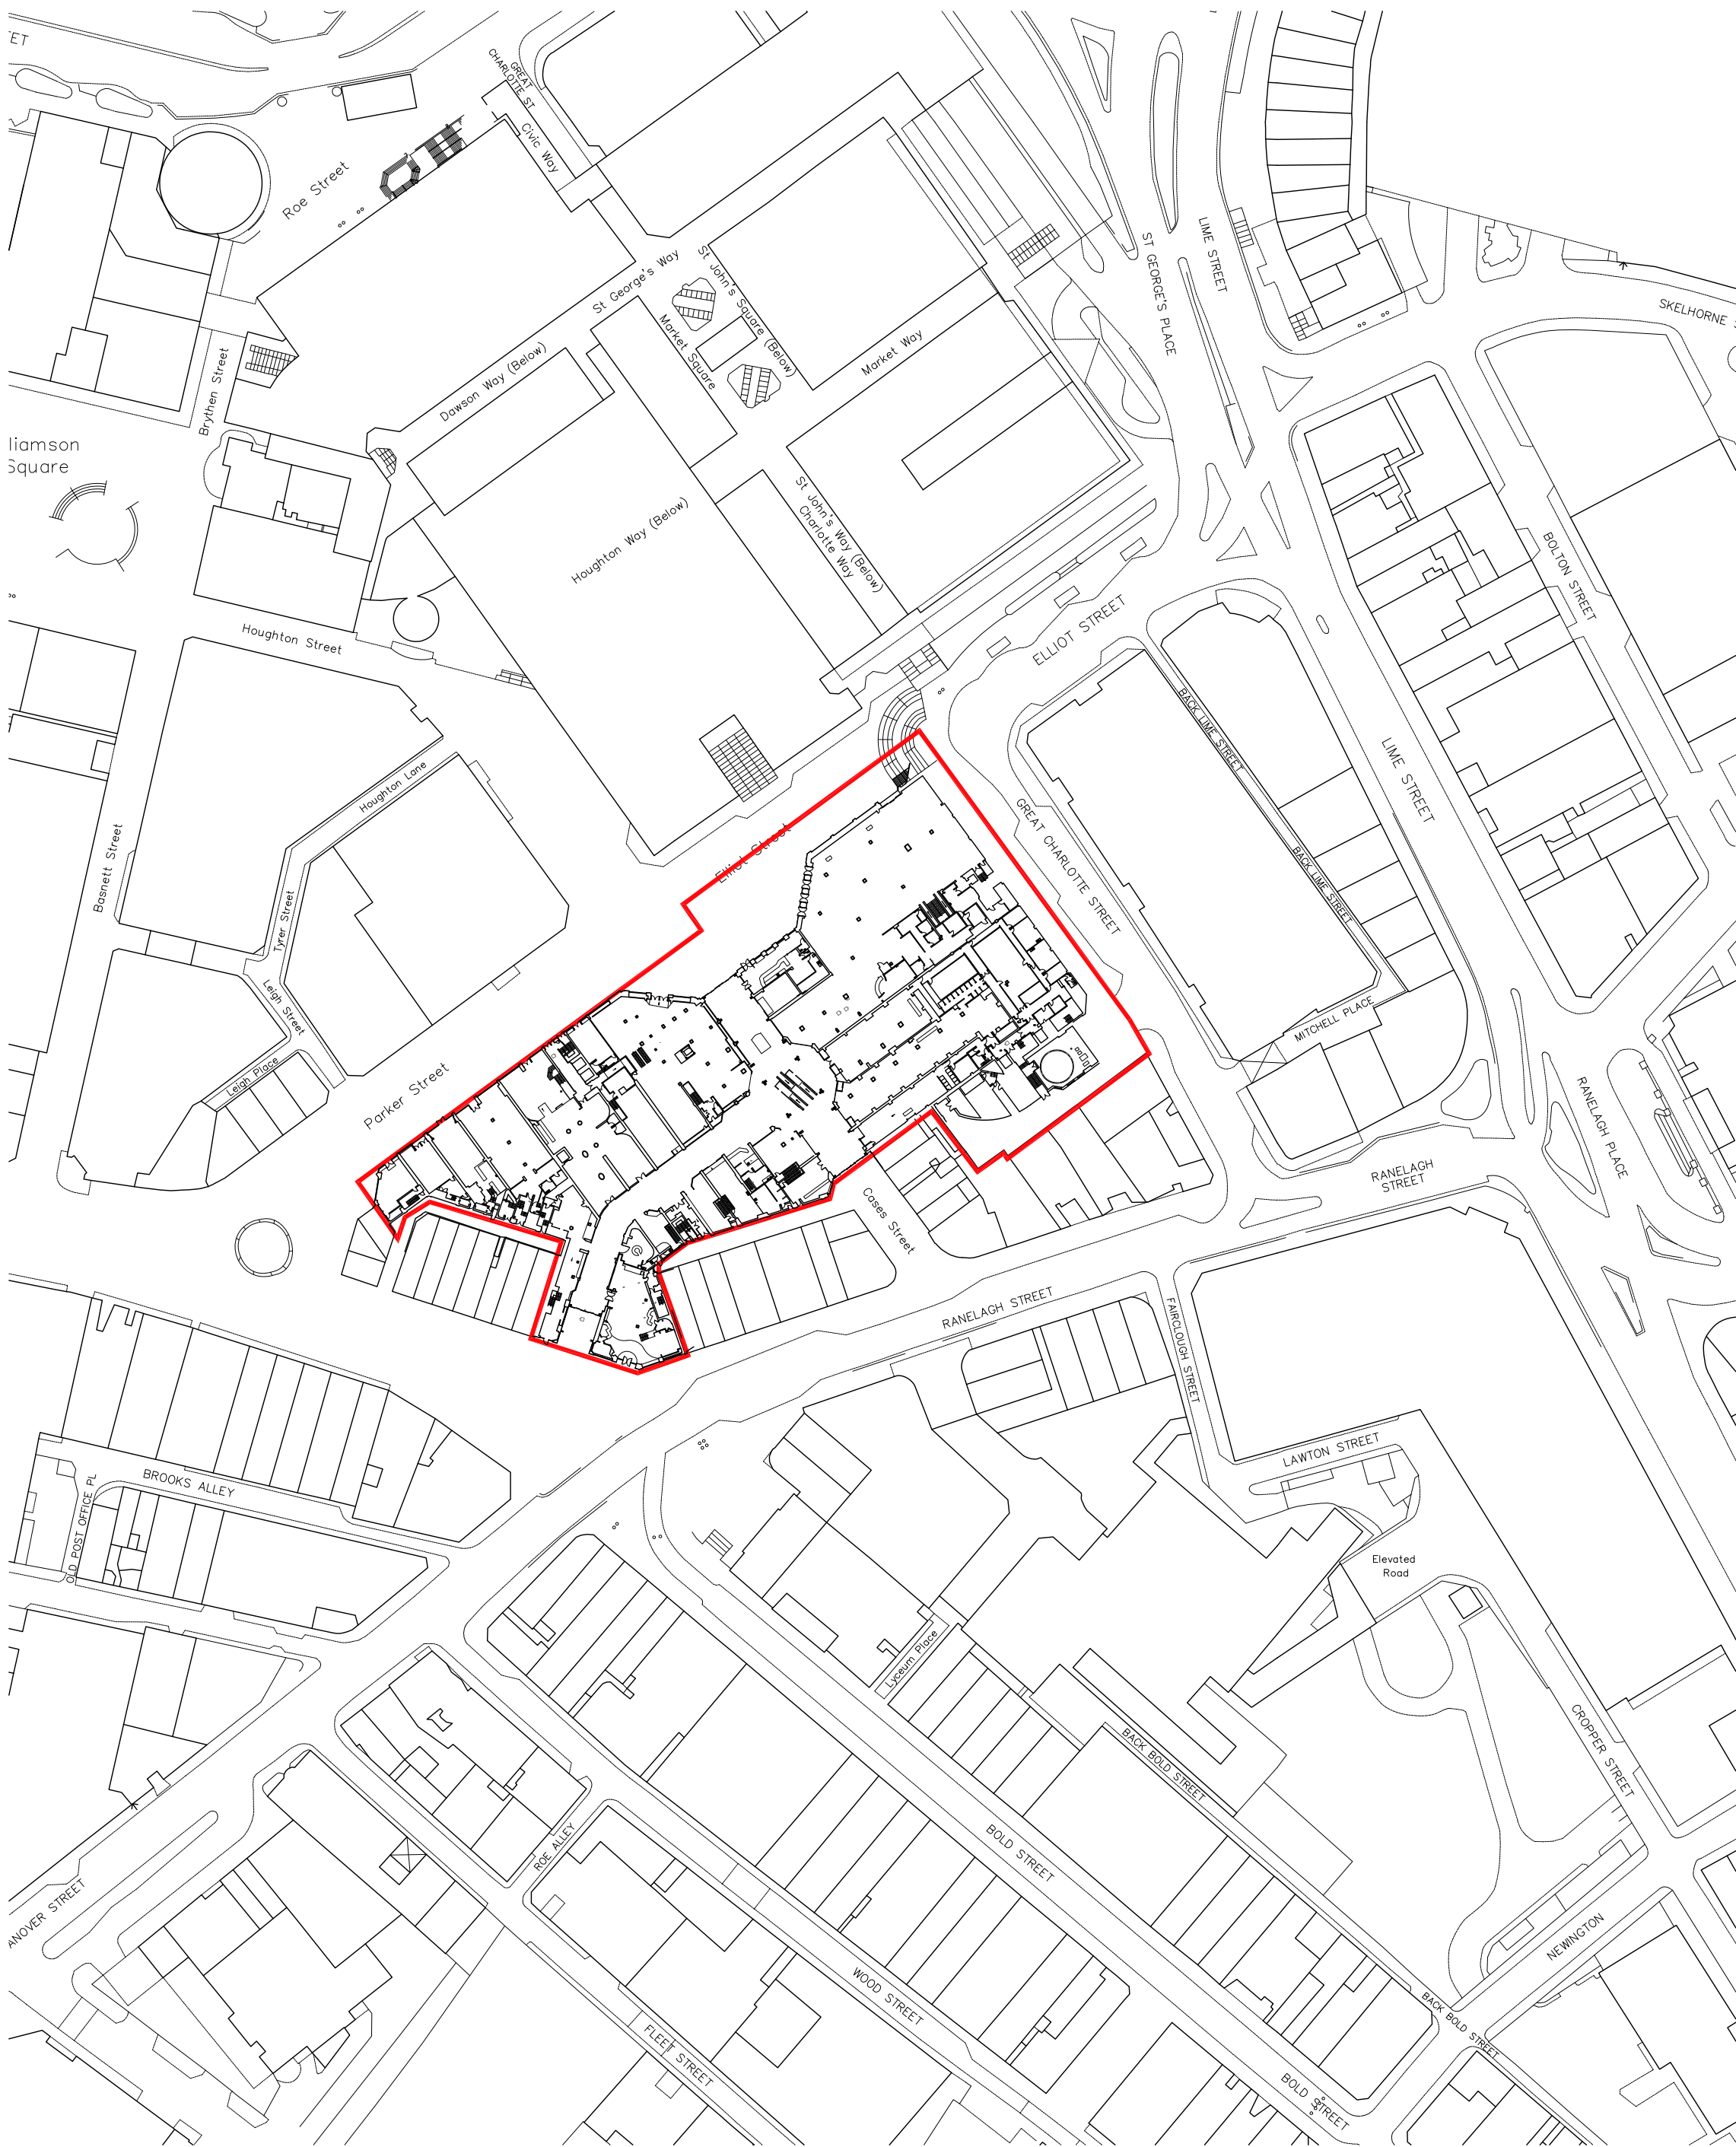 ET
GREAT
CHARLOTTE ST
Civic Way
Roe Street
St George's Way
St John's Square (Below)
Market Square
Market Way
ST GEORGE'S PLACE
LIME STREET
SKELHORNE
Brythen Street
Dawson Way (Below)
lliamson
Square
Houghton Way (Below)
St John's Way (Below)
Charlotte Way
BOLTON STREET
Houghton Street
ELLIOT STREET
BACK LIME STREET
LIME STREET
Houghton Lane
Elliot Street
GREAT CHARLOTTE STREET
BACK LIME STREET
Basnett Street
Tyrer Street
Leigh Street
Leigh Place
Parker Street
MITCHELL PLACE
RANELAGH PLACE
RANELAGH
STREET
Cases Street
RANELAGH STREET
FAIRCLOUGH STREET
LAWTON STREET
BROOKS ALLEY
OLD POST OFFICE PL
Elevated
Road
Lyceum Place
CROPPER STREET
BACK BOLD STREET
BOLD STREET
ROE ALLEY
ANOVER STREET
NEWINGTON
WOOD STREET
FLEET STREET
BACK BOLD STREET
BOLD STREET